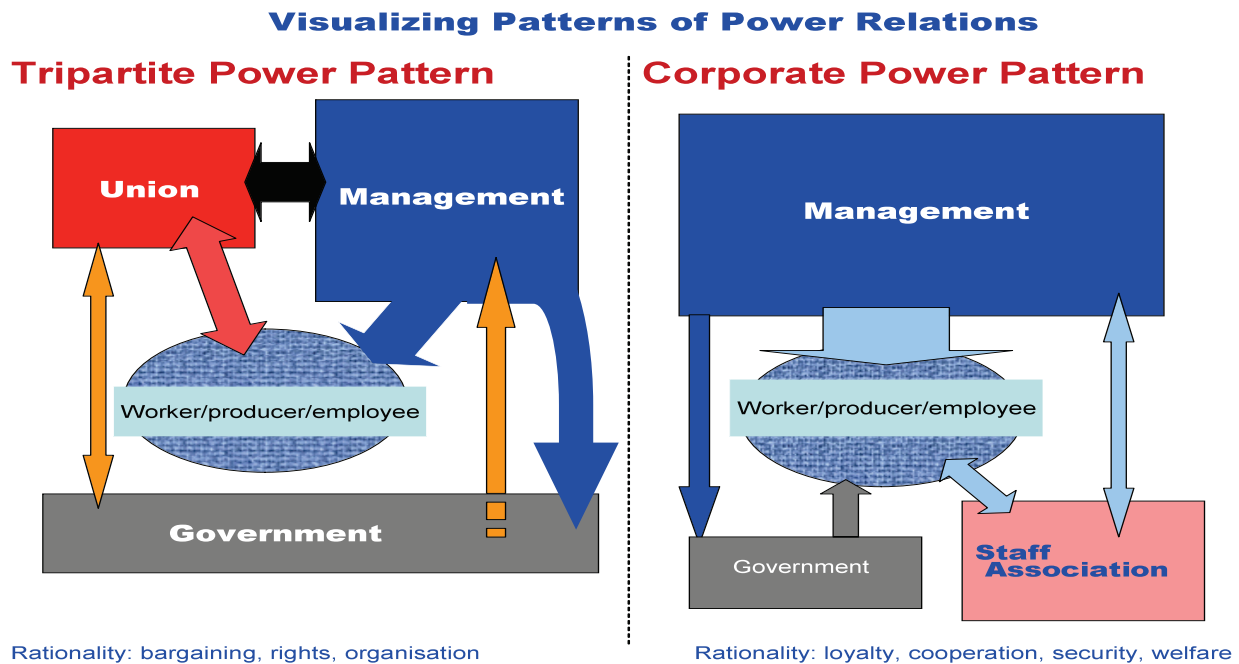 Visualizing Patterns of Power Relations
Tripartite Power Pattern
Union
Management
Worker/producer/employee
Government
Rationality: bargaining, rights, organisation
Corporate Power Pattern
Management
Worker/producer/employee
Government
Staff
Association
Rationality: loyalty, cooperation, security, welfare